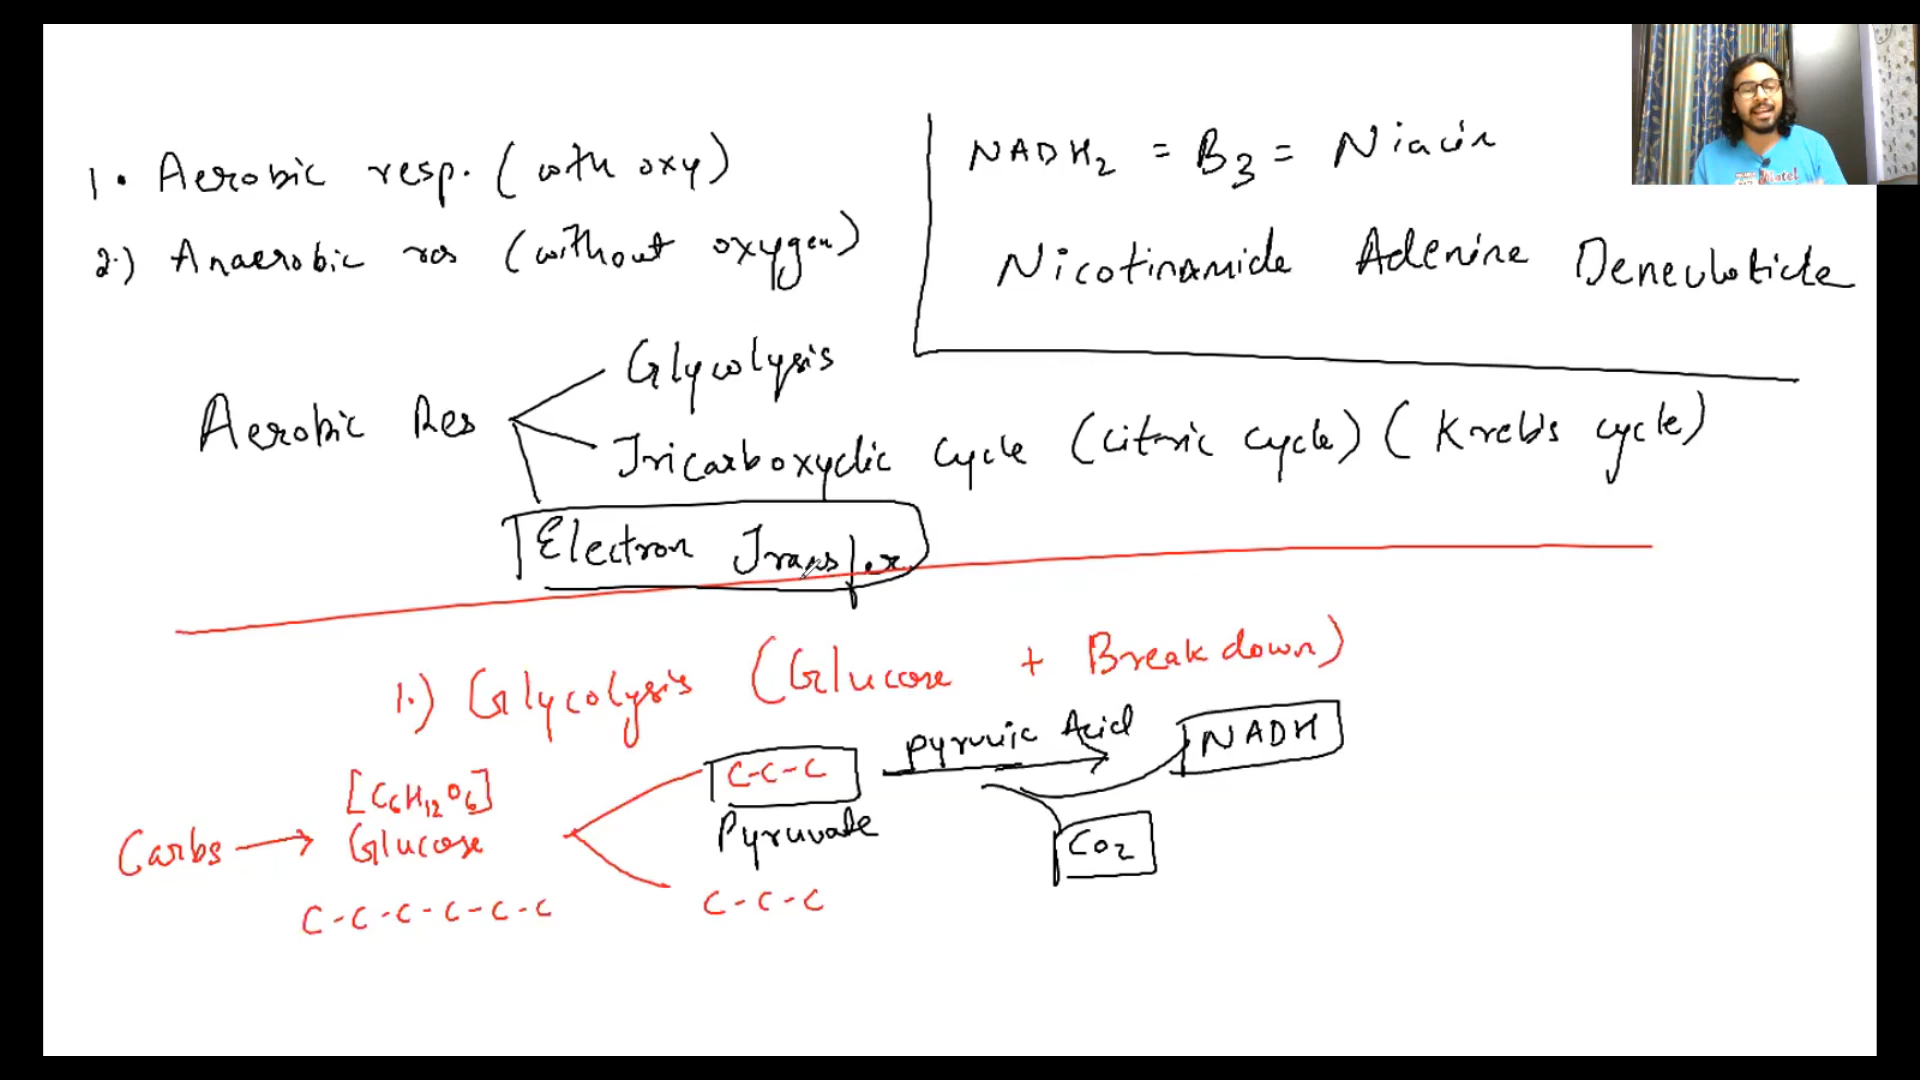 1. Aerobic resp. (with oxy)
2.) Anaerobic res (without oxygen)
NADH2 = B3 = Niacin
Nicotinamide Adenine Deneucloticle
Aerobic Res
Glycolysis
Tricarboxyclic cycle (Citric cycle) (Kreb's cycle)
Electron Transfer
1.) Glycolysis (Glucose + Breakdown)
Carbs → [C6H12O6]
Glucose
C-C-C-C-C-C
C-C-C
Pyruvate
C-C-C
Pyruvic Acid
NADH
CO2